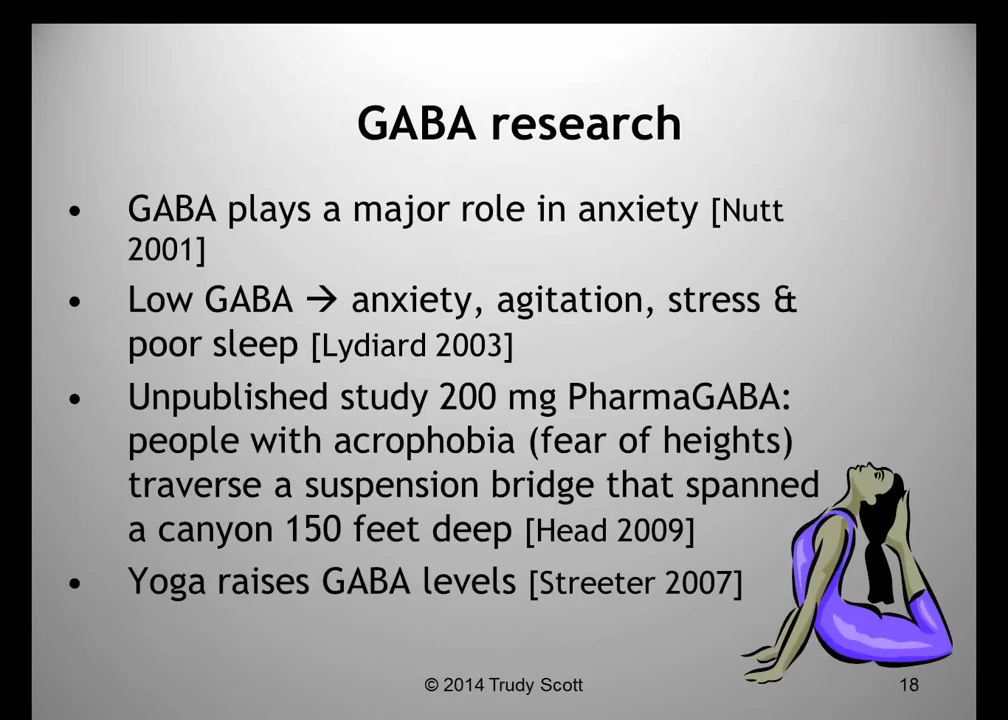 GABA research
• GABA plays a major role in anxiety [Nutt
2001]
• Low GABA → anxiety, agitation, stress &
poor sleep [Lydiard 2003]
• Unpublished study 200 mg PharmaGABA:
people with acrophobia (fear of heights)
traverse a suspension bridge that spanned
a canyon 150 feet deep [Head 2009]
• Yoga raises GABA levels [Streeter 2007]
© 2014 Trudy Scott
18